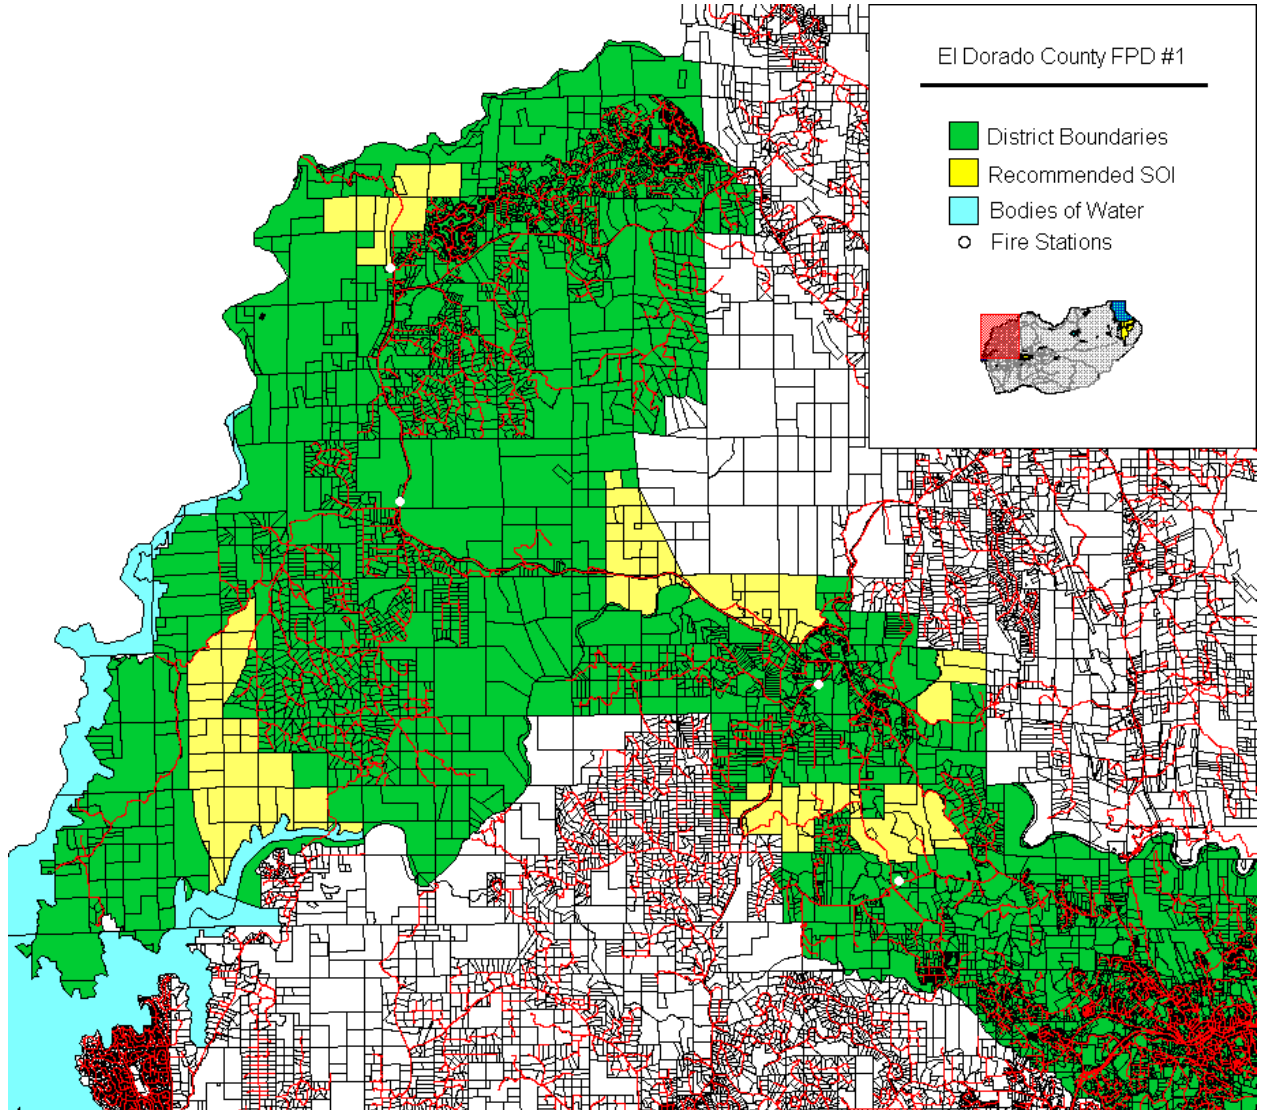 El Dorado County FPD #1
District Boundaries
Recommended SOI
Bodies of Water
Fire Stations